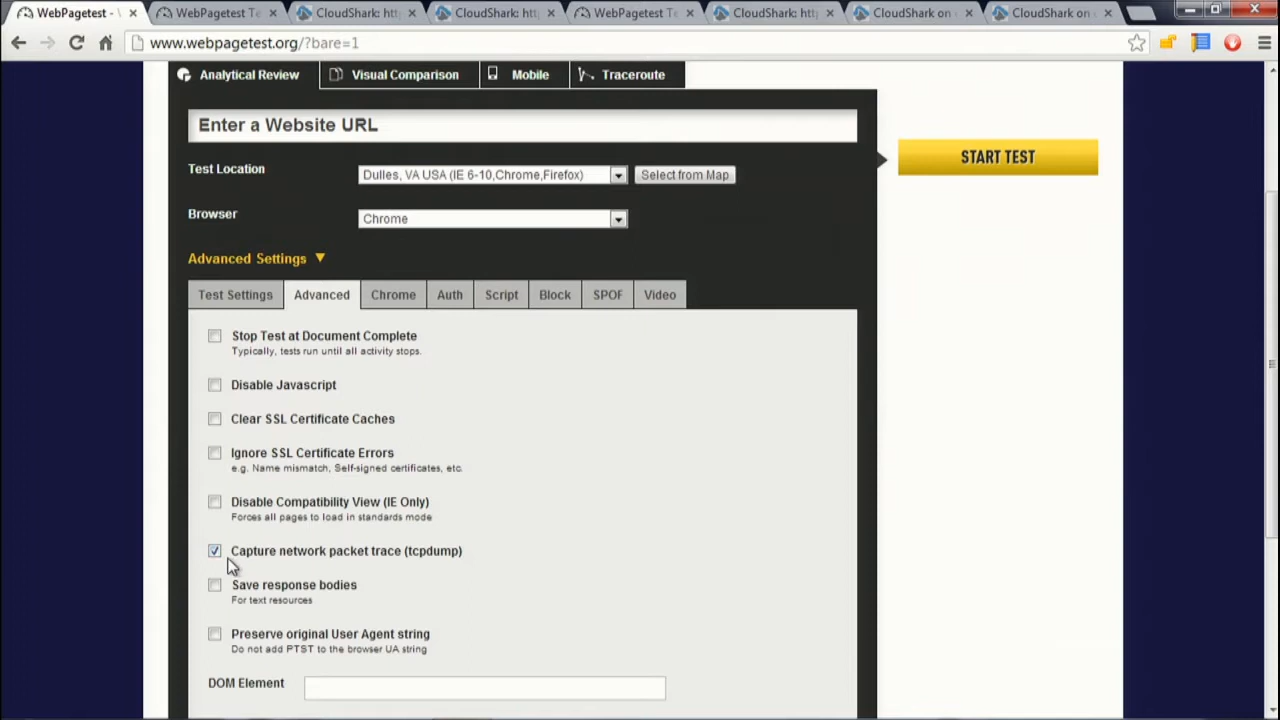 WebPagetest - \
WebPagetest Te
CloudShark: htt
CloudShark: htt
WebPagetest Te
CloudShark: htt
CloudShark on
CloudShark on
www.webpagetest.org/?bare=1
Analytical Review
Visual Comparison
Mobile
Traceroute
Enter a Website URL
START TEST
Test Location
Dulles, VA USA (IE 6-10,Chrome,Firefox)
Select from Map
Browser
Chrome
Advanced Settings ▼
Test Settings
Advanced
Chrome
Auth
Script
Block
SPOF
Video
Stop Test at Document Complete
Typically, tests run until all activity stops.
Disable Javascript
Clear SSL Certificate Caches
Ignore SSL Certificate Errors
e.g. Name mismatch, Self-signed certificates, etc.
Disable Compatibility View (IE Only)
Forces all pages to load in standards mode
Capture network packet trace (tcpdump)
Save response bodies
For text resources
Preserve original User Agent string
Do not add PTST to the browser UA string
DOM Element